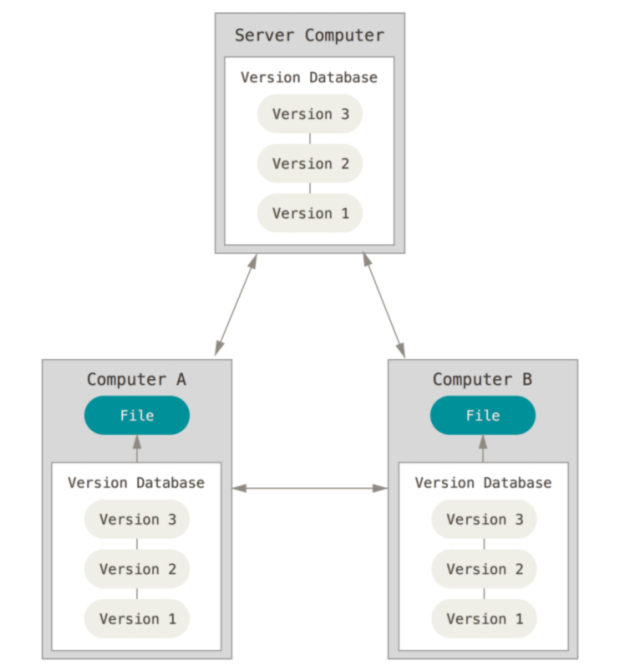 Server Computer
Version Database
Version 3
Version 2
Version 1
Computer A
File
Version Database
Version 3
Version 2
Version 1
Computer B
File
Version Database
Version 3
Version 2
Version 1